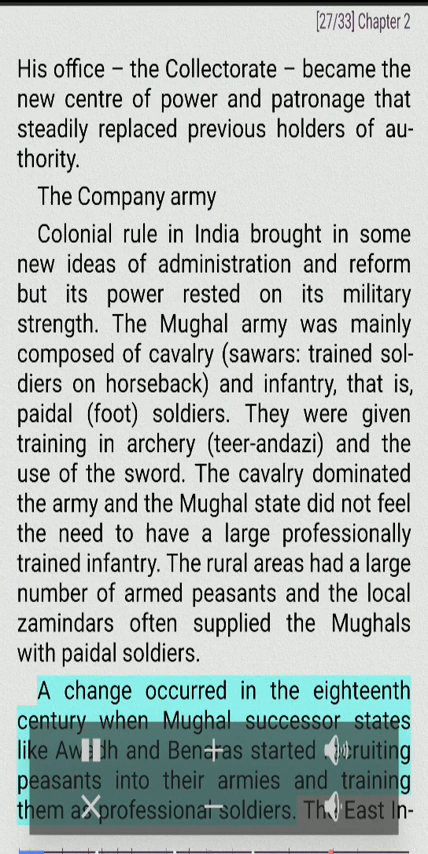 [27/33] Chapter 2
His office – the Collectorate – became the
new centre of power and patronage that
steadily replaced previous holders of au-
thority.
The Company army
Colonial rule in India brought in some
new ideas of administration and reform
but its power rested on its military
strength. The Mughal army was mainly
composed of cavalry (sawars: trained sol-
diers on horseback) and infantry, that is,
paidal (foot) soldiers. They were given
training in archery (teer-andazi) and the
use of the sword. The cavalry dominated
the army and the Mughal state did not feel
the need to have a large professionally
trained infantry. The rural areas had a large
number of armed peasants and the local
zamindars often supplied the Mughals
with paidal soldiers.
A change occurred in the eighteenth
century when Mughal successor states
like Awadh and Benaras started recruiting
peasants into their armies and training
them as professional soldiers. The East In-